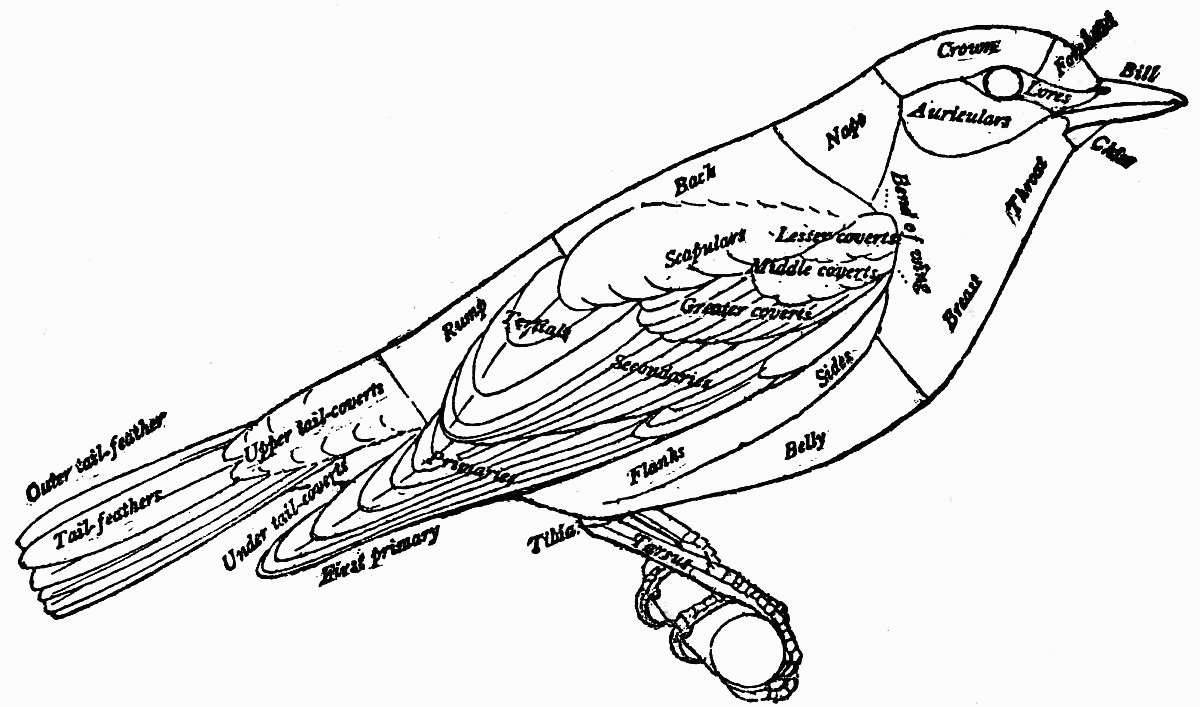 Crown
Forehead
Bill
Lores
Auriculars
Chin
Nape
Throat
Back
Bend of wing
Scapulars
Lesser coverts
Middle coverts
Greater coverts
Breast
Rump
Tertials
Secondaries
Sides
Upper tail-coverts
Outer tail-feather
Tail-feathers
Under tail-coverts
Primaries
Flanks
Belly
First primary
Tibia
Tarsus